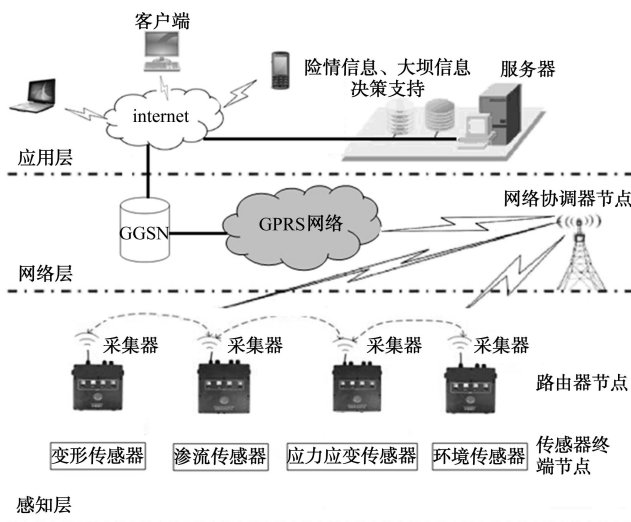 客户端
险情信息、大坝信息
决策支持
服务器
internet
应用层
网络协调器节点
GPRS网络
GGSN
网络层
采集器
采集器
采集器
采集器
路由器节点
变形传感器
渗流传感器
应力应变传感器
环境传感器
传感器终
端节点
感知层